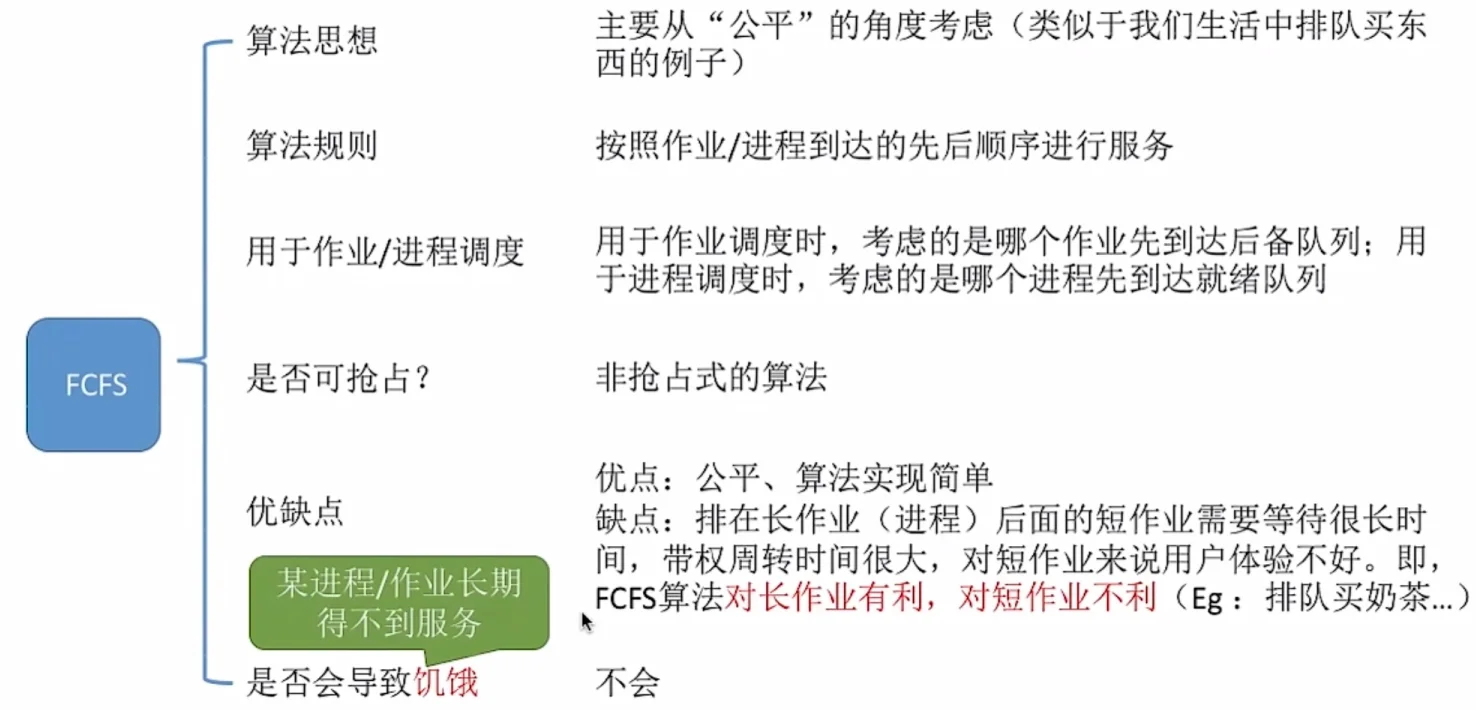 算法思想
主要从“公平”的角度考虑（类似于我们生活中排队买东
西的例子）
算法规则
按照作业/进程到达的先后顺序进行服务
用于作业/进程调度
用于作业调度时，考虑的是哪个作业先到达后备队列；用
于进程调度时，考虑的是哪个进程先到达就绪队列
FCFS
是否可抢占？
非抢占式的算法
优缺点
优点：公平、算法实现简单
缺点：排在长作业（进程）后面的短作业需要等待很长时
间，带权周转时间很大，对短作业来说用户体验不好。即，
FCFS算法对长作业有利，对短作业不利（Eg：排队买奶茶…）
某进程/作业长期
得不到服务
是否会导致饥饿
不会